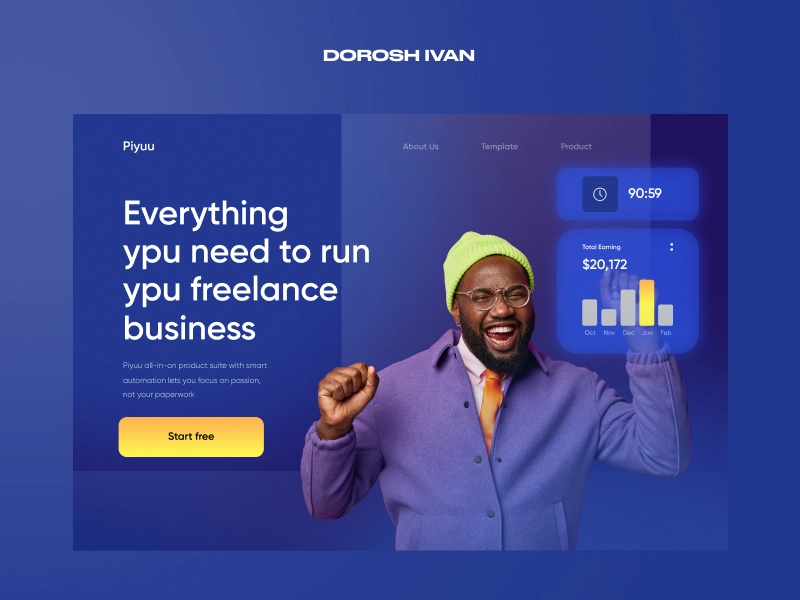 DOROSH IVAN
Piyuu
About Us
Template
Product
90:59
Everything
ypu need to run
ypu freelance
business
Total Earning
$20,172
Oct Nov Dec Jan Feb
Piyuu all-in-on product suite with smart
automation lets you focus on passion,
not your paperwork
Start free